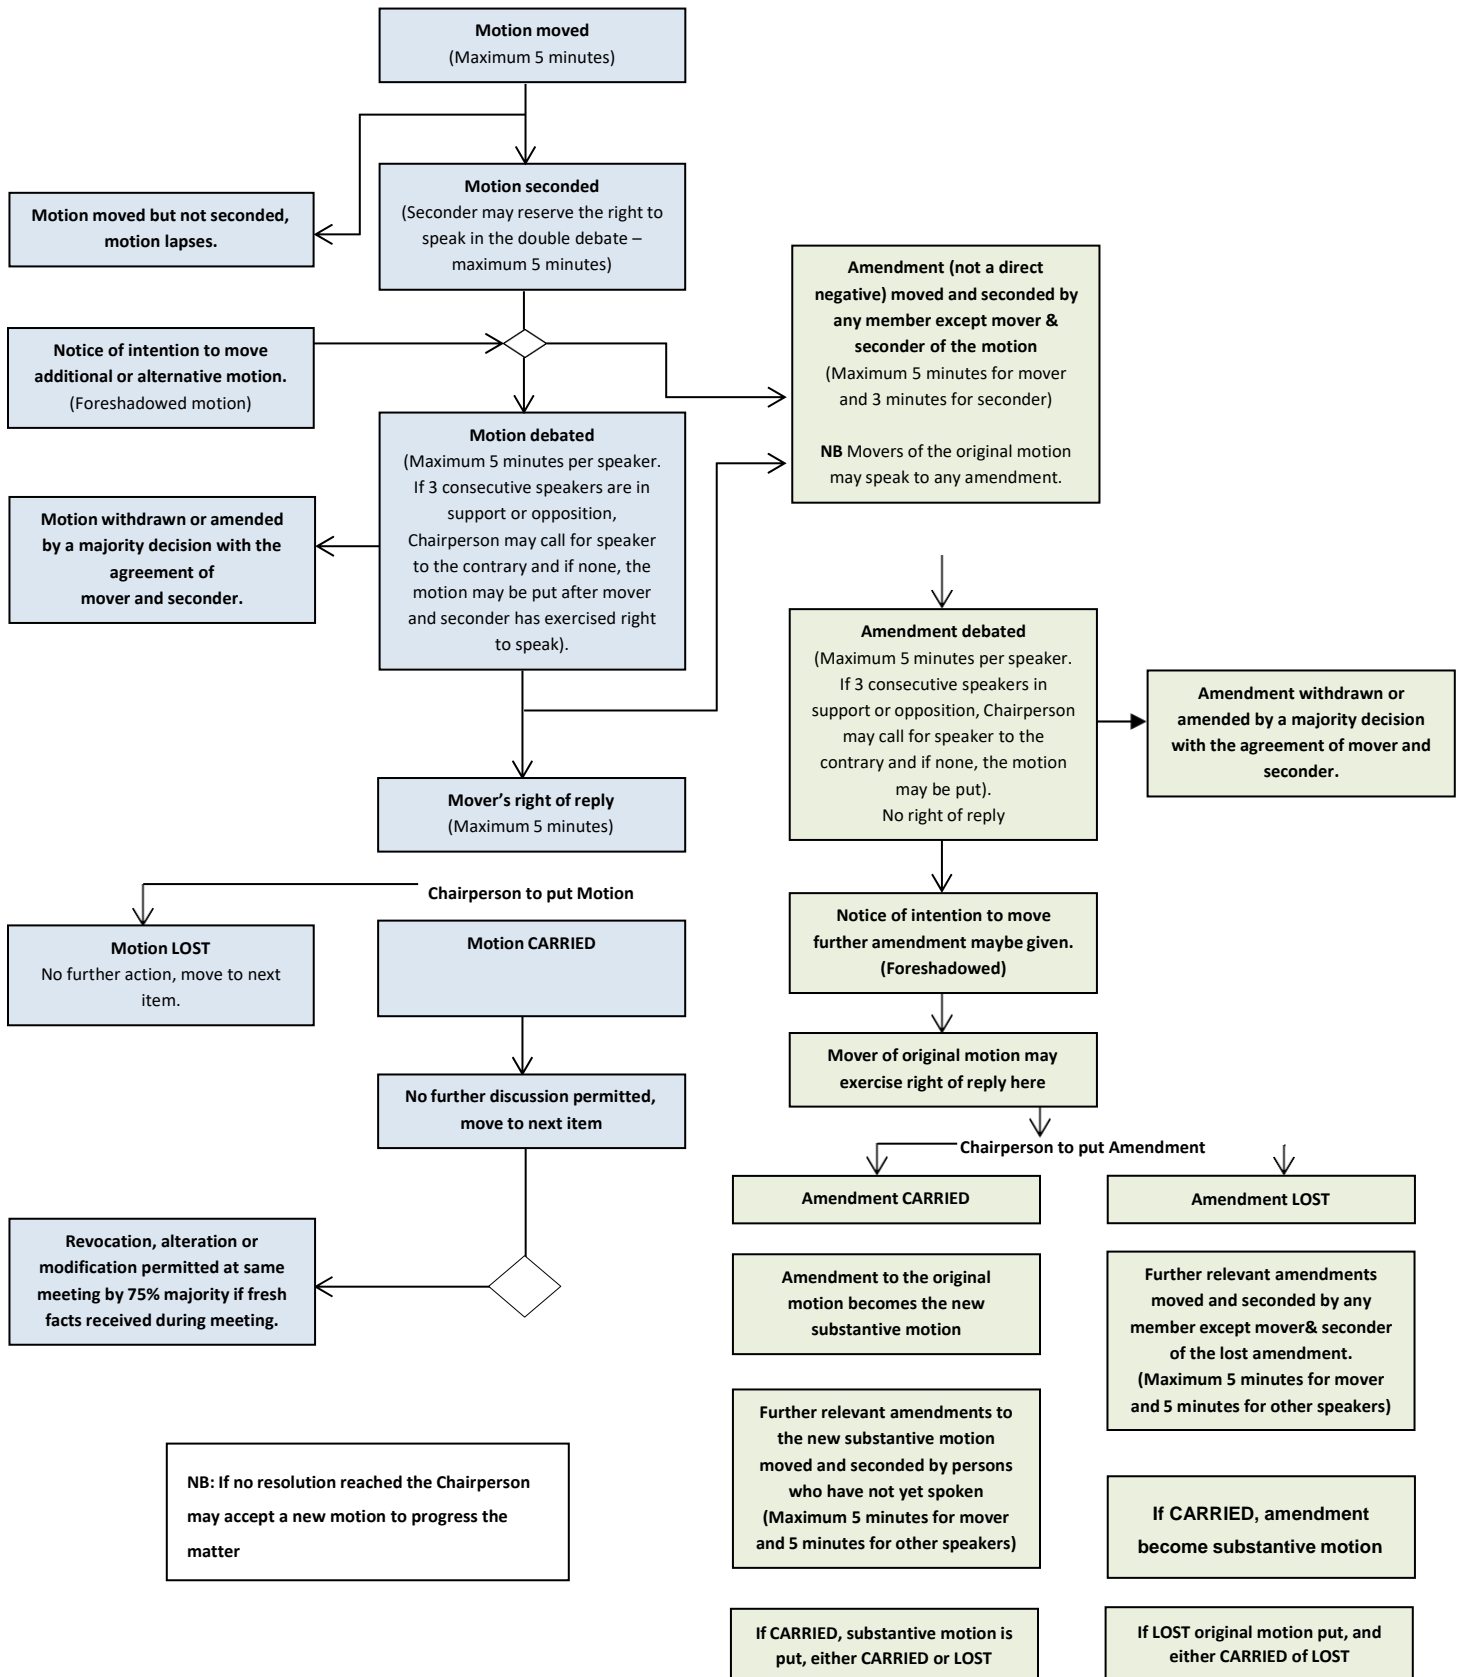 Motion moved
(Maximum 5 minutes)
Motion seconded
(Seconder may reserve the right to
speak in the double debate –
maximum 5 minutes)
Motion moved but not seconded,
motion lapses.
Notice of intention to move
additional or alternative motion.
(Foreshadowed motion)
Motion debated
(Maximum 5 minutes per speaker.
If 3 consecutive speakers are in
support or opposition,
Chairperson may call for speaker
to the contrary and if none, the
motion may be put after mover
and seconder has exercised right
to speak).
Motion withdrawn or amended
by a majority decision with the
agreement of
mover and seconder.
Mover’s right of reply
(Maximum 5 minutes)
Chairperson to put Motion
Motion LOST
No further action, move to next
item.
Motion CARRIED
No further discussion permitted,
move to next item
Revocation, alteration or
modification permitted at same
meeting by 75% majority if fresh
facts received during meeting.
NB: If no resolution reached the Chairperson
may accept a new motion to progress the
matter
Amendment (not a direct
negative) moved and seconded by
any member except mover &
seconder of the motion
(Maximum 5 minutes for mover
and 3 minutes for seconder)
NB Movers of the original motion
may speak to any amendment.
Amendment debated
(Maximum 5 minutes per speaker.
If 3 consecutive speakers in
support or opposition, Chairperson
may call for speaker to the
contrary and if none, the motion
may be put).
No right of reply
Amendment withdrawn or
amended by a majority decision
with the agreement of mover and
seconder.
Notice of intention to move
further amendment maybe given.
(Foreshadowed)
Mover of original motion may
exercise right of reply here
Chairperson to put Amendment
Amendment CARRIED
Amendment to the original
motion becomes the new
substantive motion
Further relevant amendments to
the new substantive motion
moved and seconded by persons
who have not yet spoken
(Maximum 5 minutes for mover
and 5 minutes for other speakers)
If CARRIED, substantive motion is
put, either CARRIED or LOST
Amendment LOST
Further relevant amendments
moved and seconded by any
member except mover& seconder
of the lost amendment.
(Maximum 5 minutes for mover
and 5 minutes for other speakers)
If CARRIED, amendment
become substantive motion
If LOST original motion put, and
either CARRIED of LOST